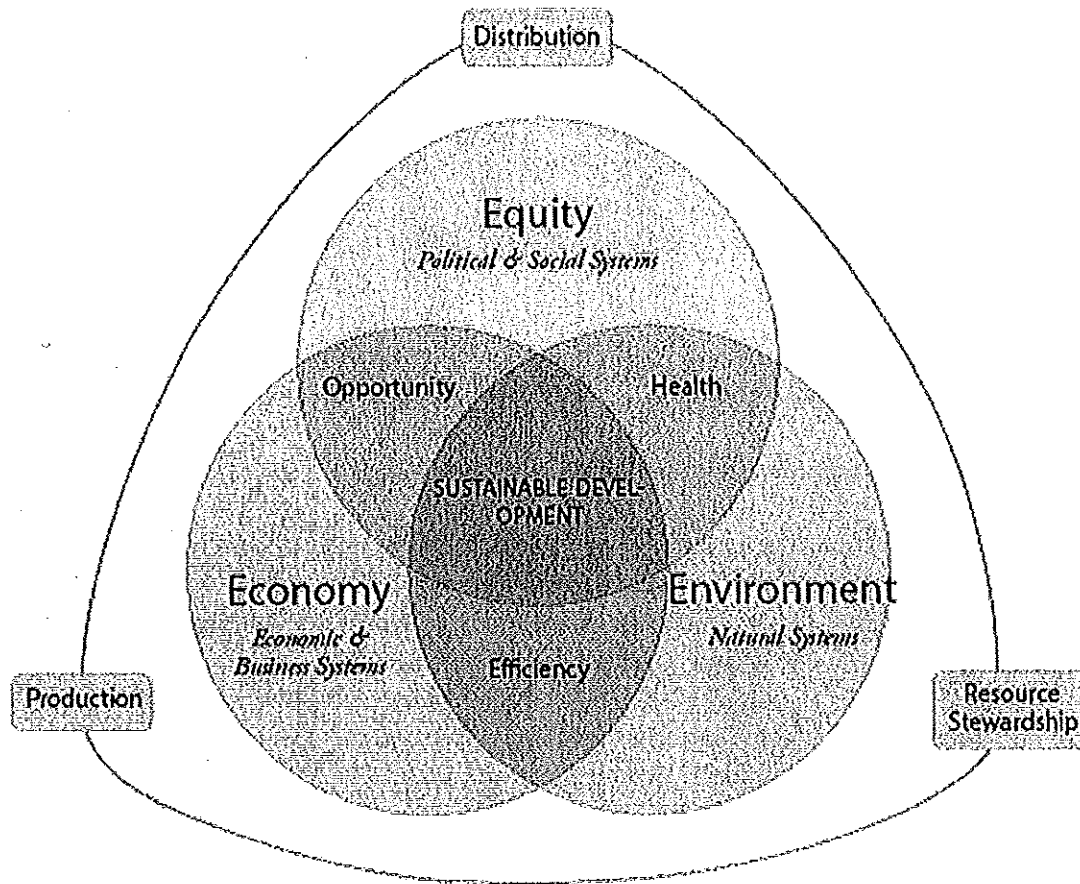 Distribution
Equity
Political & Social Systems
Opportunity
Health
SUSTAINABLE DEVEL-
OPMENT
Economy
Economic &
Business Systems
Environment
Natural Systems
Efficiency
Production
Resource
Stewardship